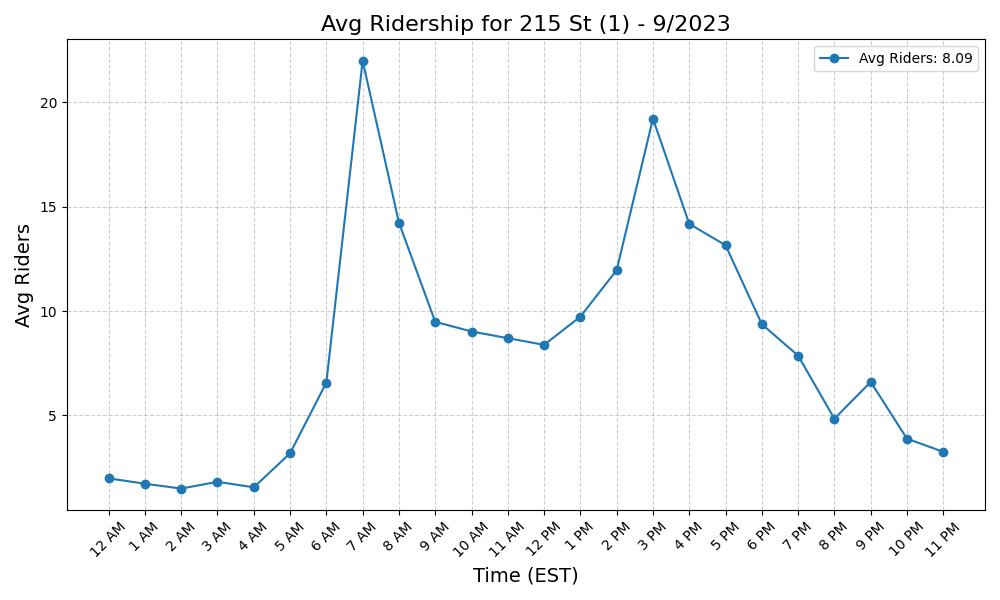 Avg Ridership for 215 St (1) - 9/2023
Avg Riders: 8.09
Avg Riders
20
15
10
5
12 AM
1 AM
2 AM
3 AM
4 AM
5 AM
6 AM
7 AM
8 AM
9 AM
10 AM
11 AM
12 PM
1 PM
2 PM
3 PM
4 PM
5 PM
6 PM
7 PM
8 PM
9 PM
10 PM
11 PM
Time (EST)